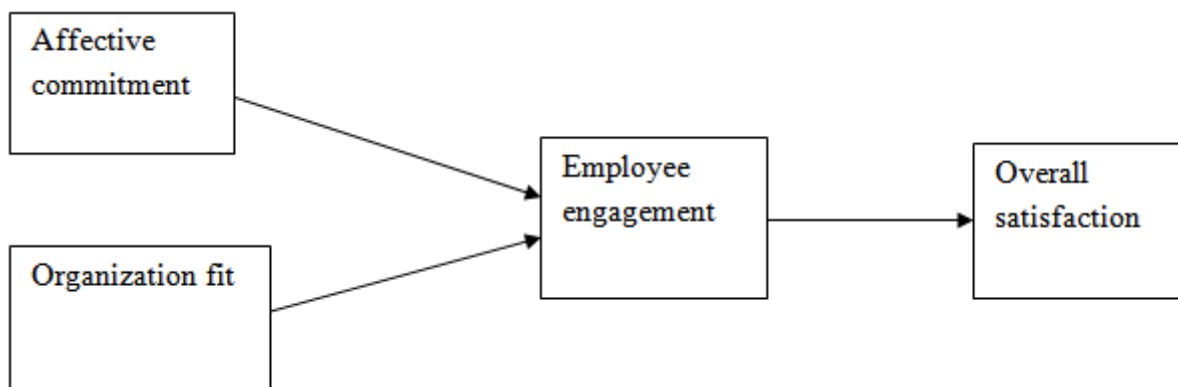 Affective
commitment
Organization fit
Employee
engagement
Overall
satisfaction